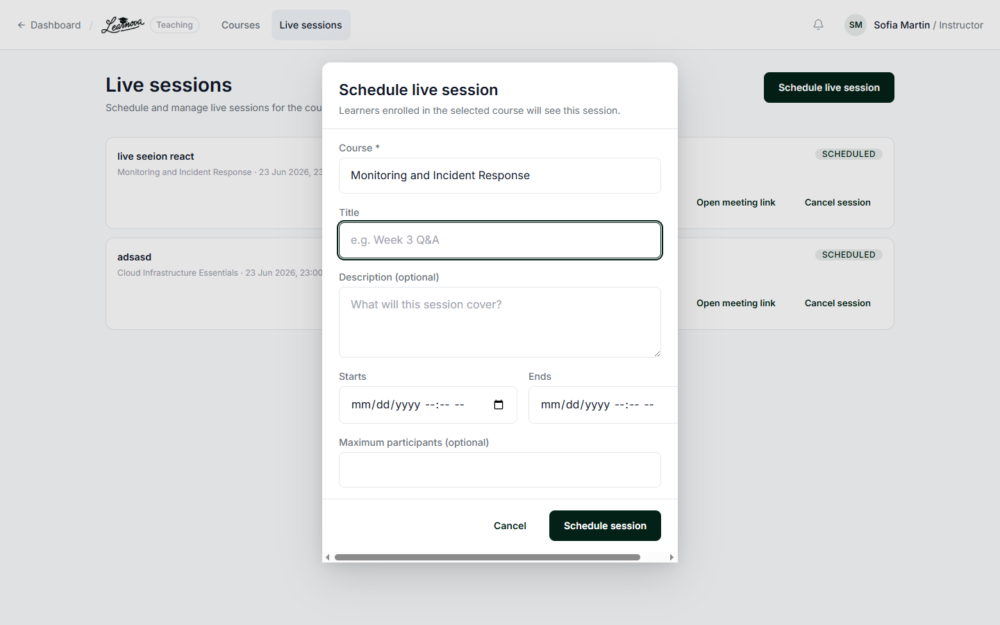 Dashboard / Learnova Teaching Courses Live sessions SM Sofia Martin / Instructor
Live sessions
Schedule and manage live sessions for the cou
Schedule live session
live seeion react
Monitoring and Incident Response · 23 Jun 2026, 23
SCHEDULED
Open meeting link Cancel session
adsasd
Cloud Infrastructure Essentials · 23 Jun 2026, 23:00
SCHEDULED
Open meeting link Cancel session
Schedule live session
Learners enrolled in the selected course will see this session.
Course *
Monitoring and Incident Response
Title
e.g. Week 3 Q&A
Description (optional)
What will this session cover?
Starts Ends
mm/dd/yyyy --:-- -- mm/dd/yyyy --:-- --
Maximum participants (optional)
Cancel Schedule session